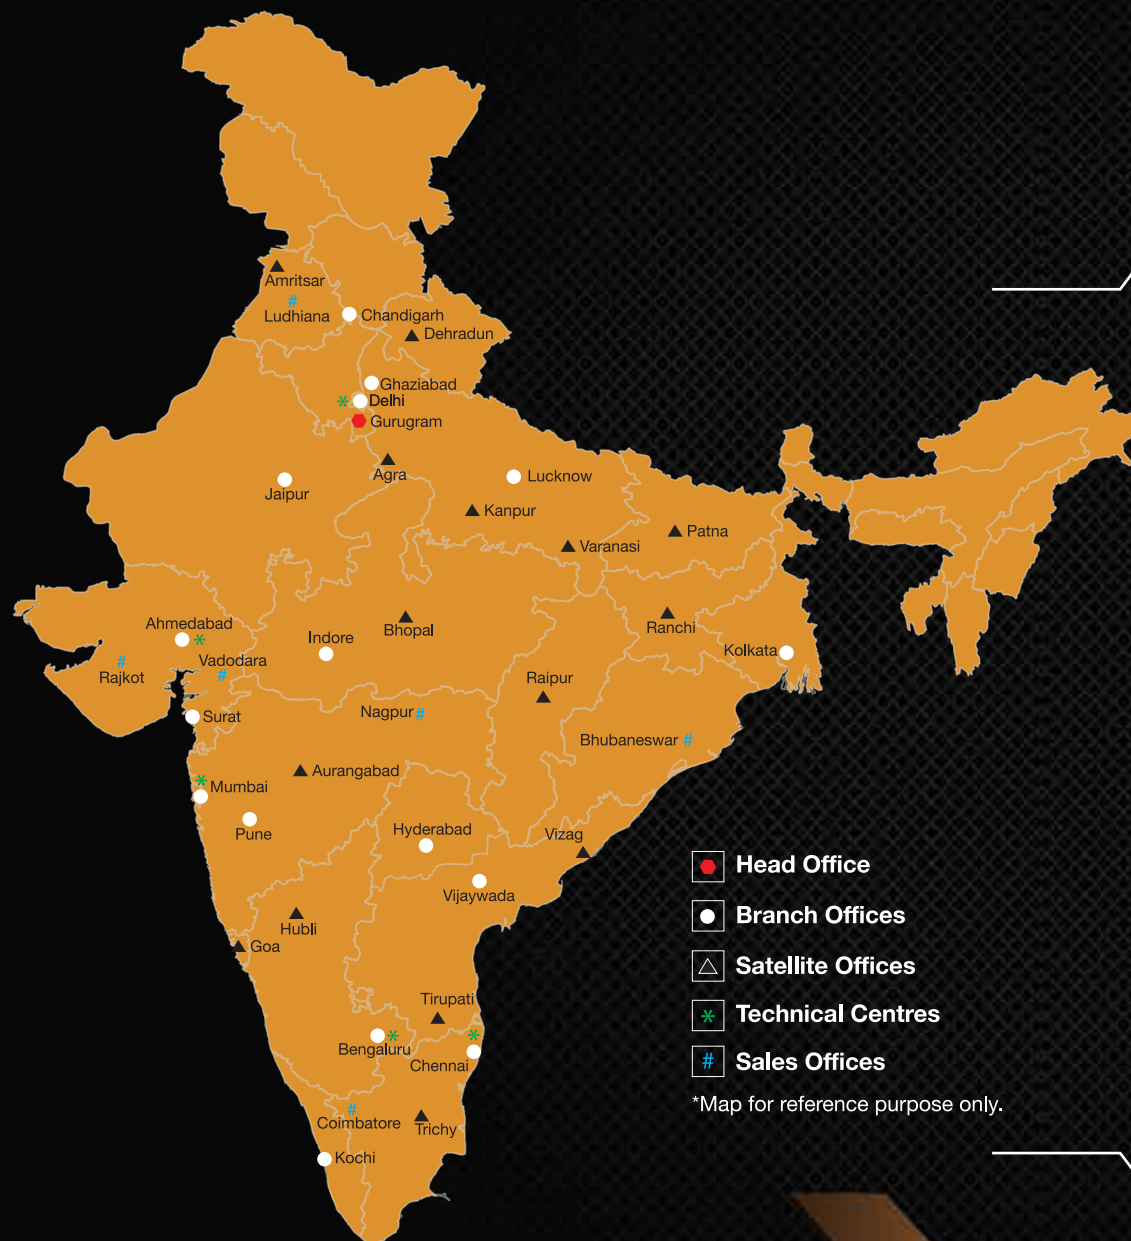 Amritsar
#
Ludhiana
Chandigarh
Dehradun
Ghaziabad
* Delhi
Gurugram
Agra
Lucknow
Jaipur
Kanpur
Patna
Varanasi
Ahmedabad
*
Bhopal
Ranchi
Indore
Kolkata
#
Rajkot
Vadodara
#
Raipur
Surat
Nagpur #
Bhubaneswar #
Aurangabad
*
Mumbai
Pune
Hyderabad
Vizag
Vijaywada
Hubli
Goa
Tirupati
*
Bengaluru
*
Chennai
#
Coimbatore
Trichy
Kochi
Head Office
Branch Offices
Satellite Offices
* Technical Centres
# Sales Offices
*Map for reference purpose only.